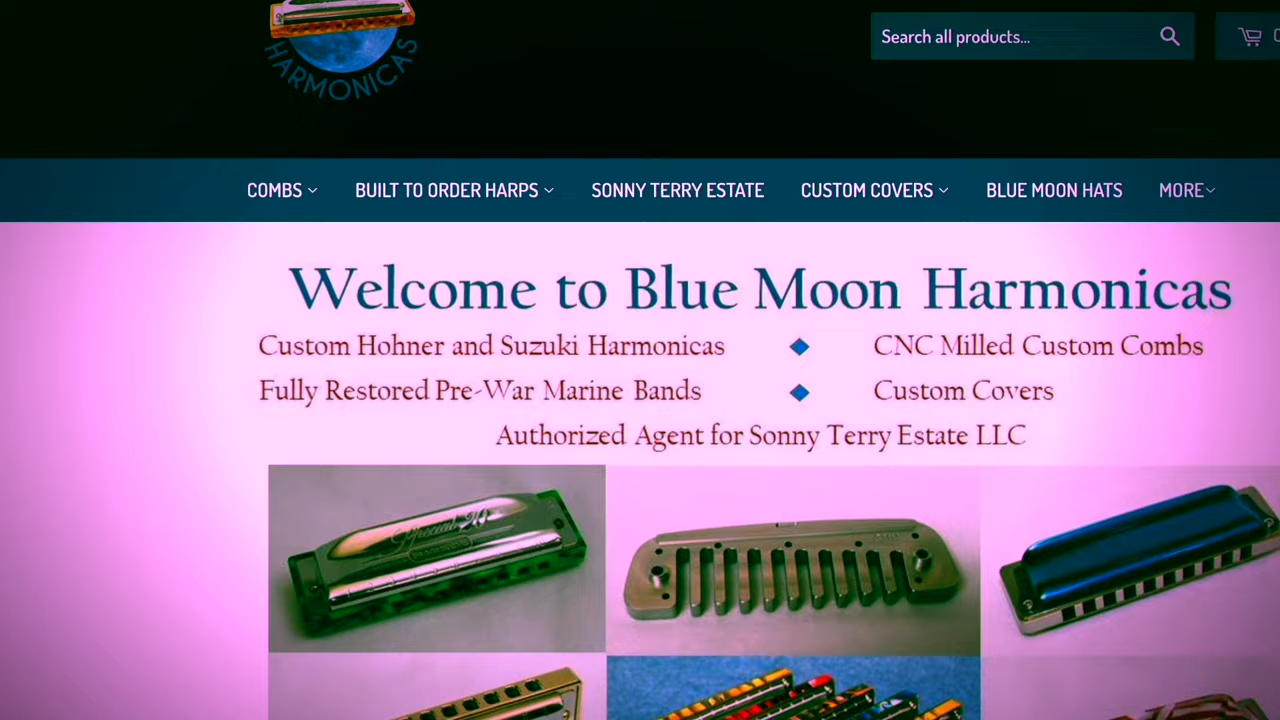 HARMONICAS
Search all products...
COMBS
BUILT TO ORDER HARPS
SONNY TERRY ESTATE
CUSTOM COVERS
BLUE MOON HATS
MORE
Welcome to Blue Moon Harmonicas
Custom Hohner and Suzuki Harmonicas
CNC Milled Custom Combs
Fully Restored Pre-War Marine Bands
Custom Covers
Authorized Agent for Sonny Terry Estate LLC
Special 20